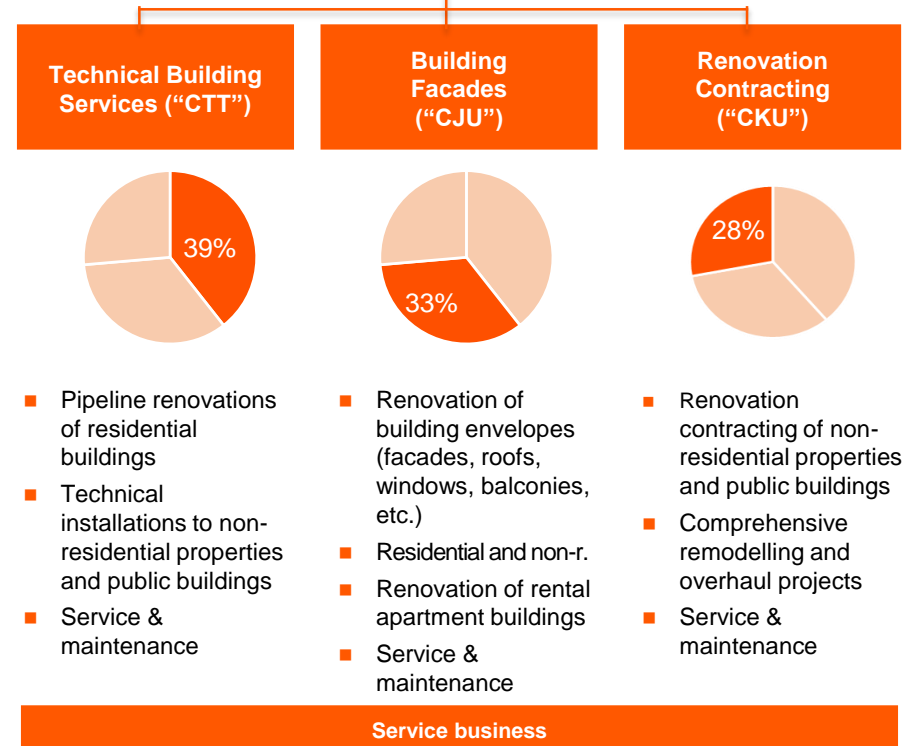 Technical Building
Services (“CTT”)
Building
Facades
(“CJU”)
Renovation
Contracting
(“CKU”)
39%
33%
28%
■ Pipeline renovations
of residential
buildings
■ Technical
installations to non-
residential properties
and public buildings
■ Service &
maintenance
■ Renovation of
building envelopes
(facades, roofs,
windows, balconies,
etc.)
■ Residential and non-r.
■ Renovation of rental
apartment buildings
■ Service &
maintenance
■ Renovation
contracting of non-
residential properties
and public buildings
■ Comprehensive
remodelling and
overhaul projects
■ Service &
maintenance
Service business